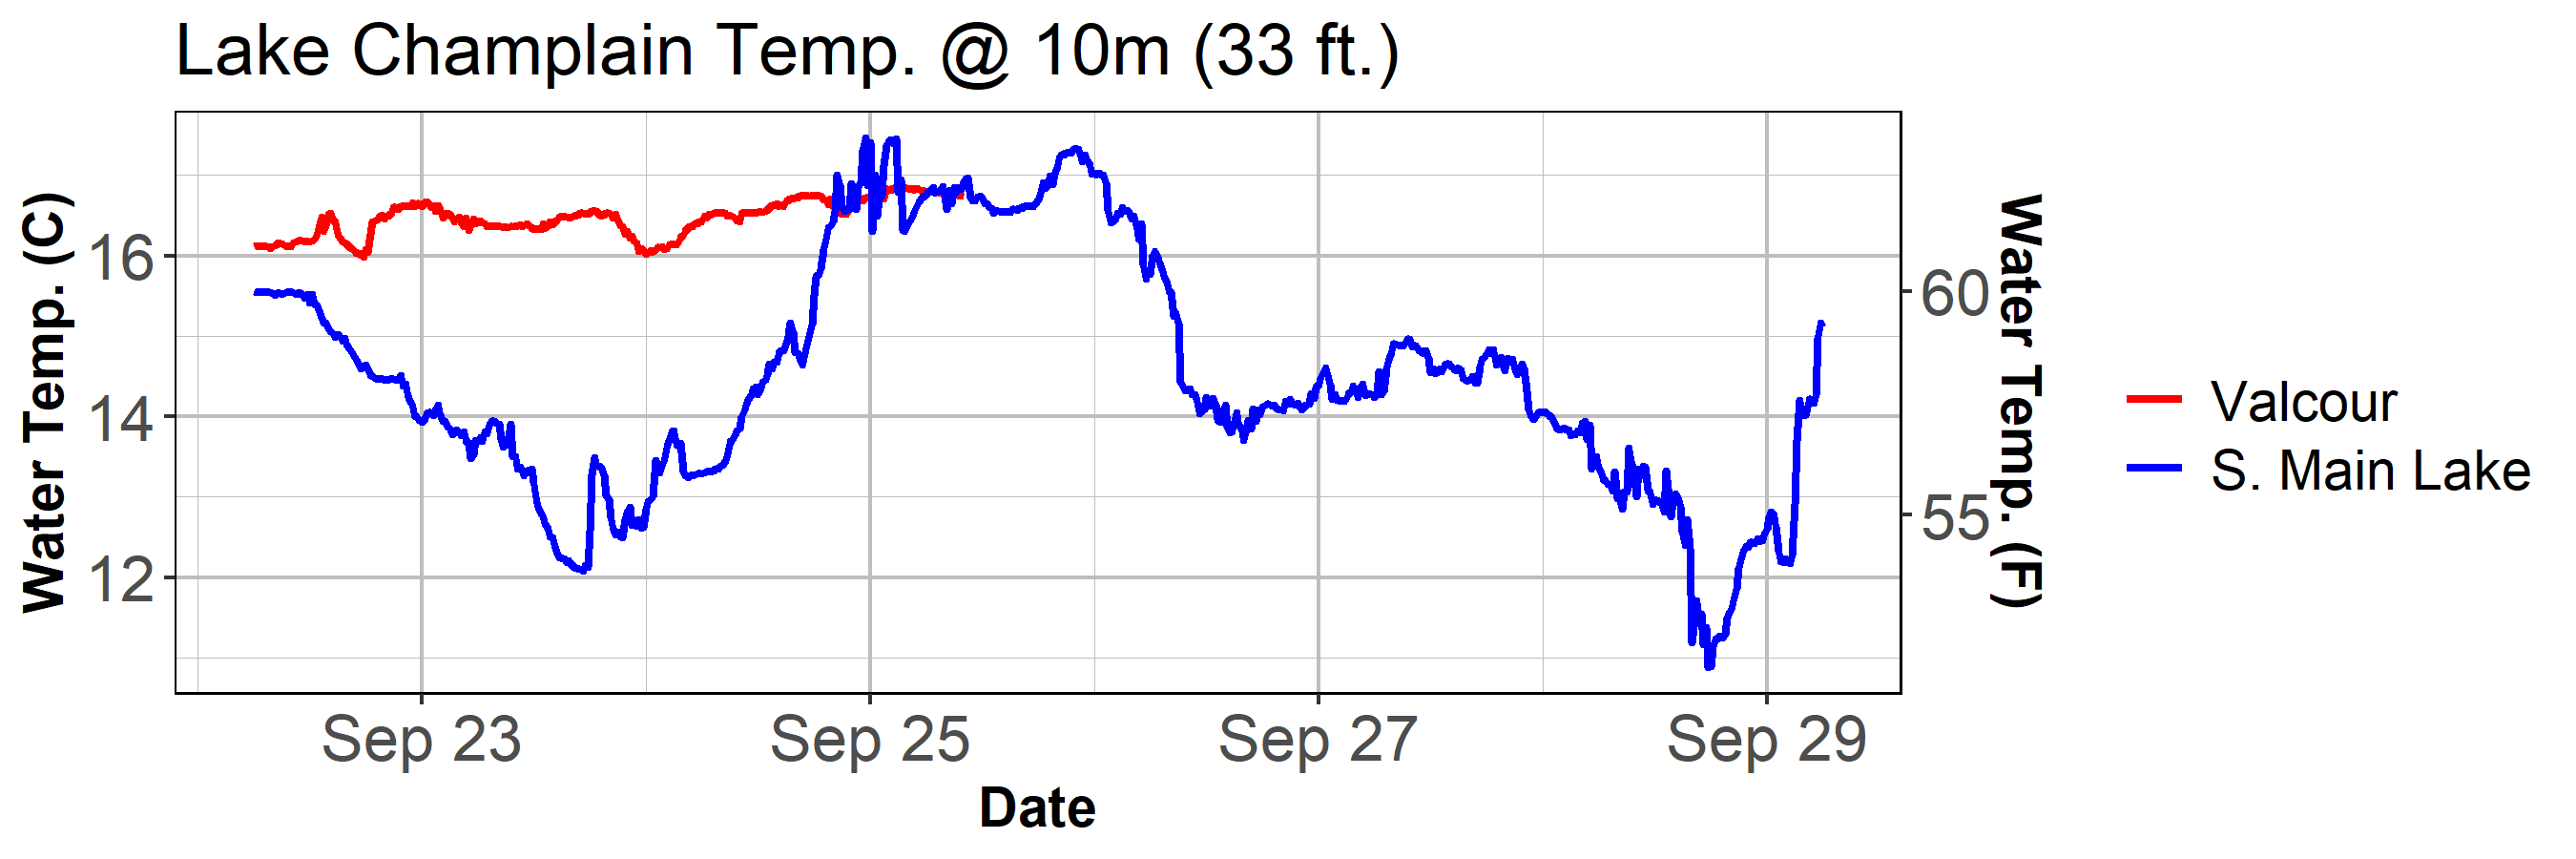 Lake Champlain Temp. @ 10m (33 ft.)
Water Temp. (C)
16
14
12
60
55
Water Temp. (F)
Sep 23
Sep 25
Sep 27
Sep 29
Date
Valcour
S. Main Lake